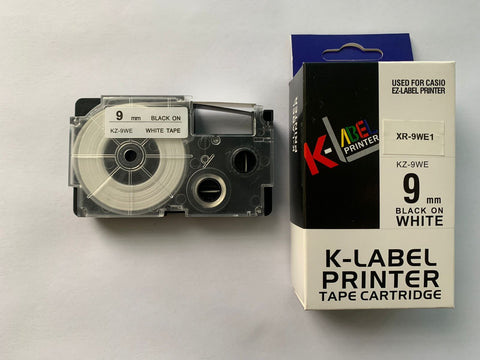 9 mm BLACK ON
KZ-9WE WHITE TAPE
K-LABEL
PRINTER
USED FOR CASIO
EZ-LABEL PRINTER
XR-9WE1
KZ-9WE
9 mm
BLACK ON
WHITE
K-LABEL
PRINTER
TAPE CARTRIDGE